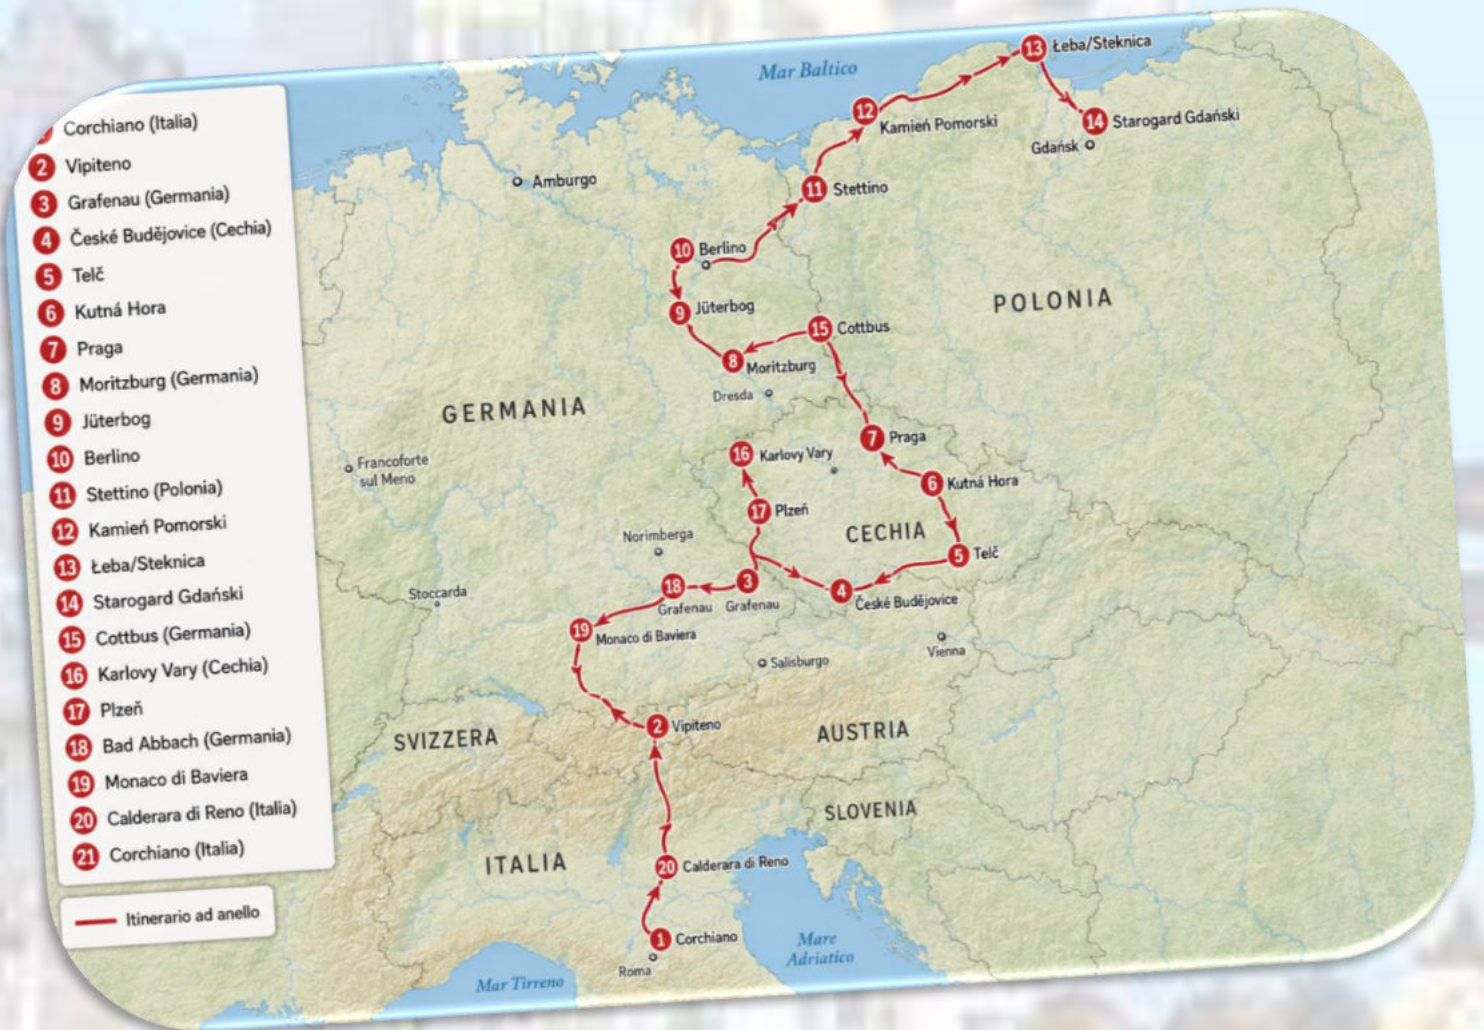 Corchiano (Italia)
2 Vipiteno
3 Grafenau (Germania)
4 České Budějovice (Cechia)
5 Telč
6 Kutná Hora
7 Praga
8 Moritzburg (Germania)
9 Jüterbog
10 Berlino
11 Stettino (Polonia)
12 Kamień Pomorski
13 Łeba/Steknica
14 Starogard Gdański
15 Cottbus (Germania)
16 Karlovy Vary (Cechia)
17 Plzeň
18 Bad Abbach (Germania)
19 Monaco di Baviera
20 Calderara di Reno (Italia)
21 Corchiano (Italia)
Itinerario ad anello
Mar Baltico
13 Łeba/Steknica
12 Kamień Pomorski
14 Starogard Gdański
Gdańsk
Amburgo
11 Stettino
10 Berlino
9 Jüterbog
POLONIA
15 Cottbus
8 Moritzburg
Dresda
GERMANIA
7 Praga
16 Karlovy Vary
Francoforte
sul Meno
6 Kutná Hora
17 Plzeň
CECHIA
Norimberga
5 Telč
18 Grafenau
3 Grafenau
4 České Budějovice
Stoccarda
19 Monaco di Baviera
Vienna
Salisburgo
2 Vipiteno
SVIZZERA
AUSTRIA
SLOVENIA
ITALIA
20 Calderara di Reno
1 Corchiano
Roma
Mare
Adriatico
Mar Tirreno